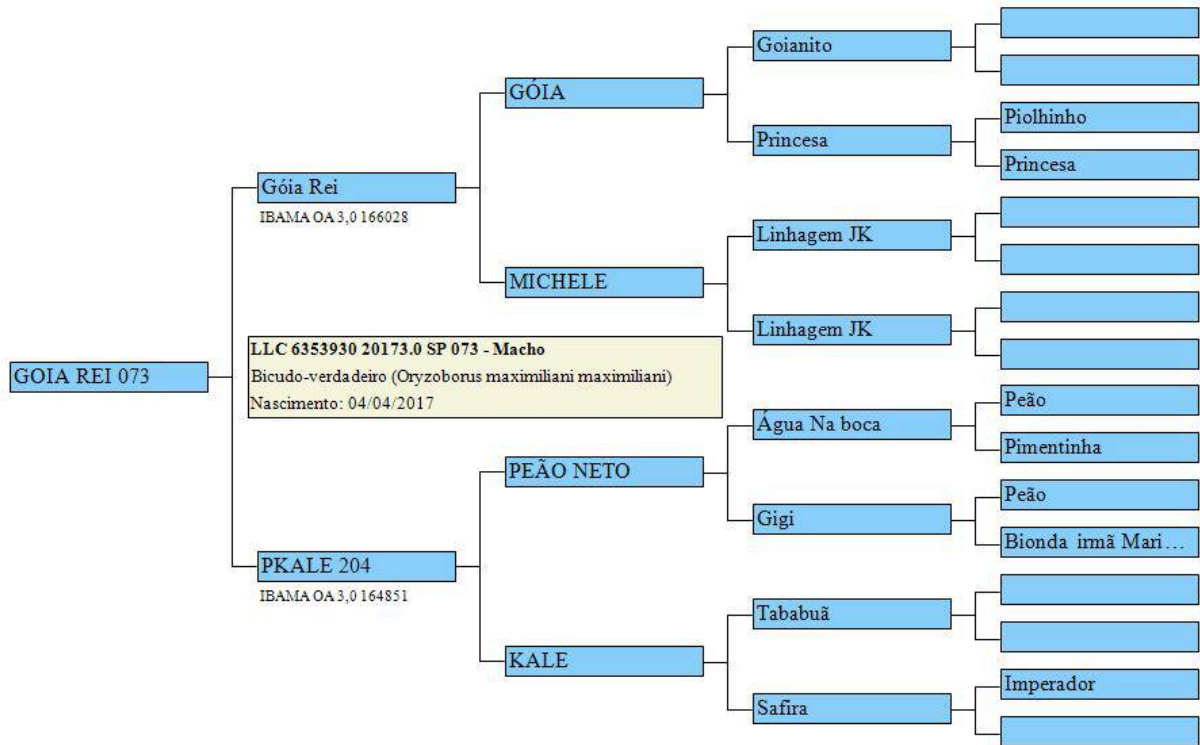 Goianito
GÓIA
Piolhinho
Princesa
Princesa
Góia Rei
IBAMA OA 3,0 166028
Linhagem JK
MICHELE
Linhagem JK
LLC 6353930 20173.0 SP 073 - Macho
GOIA REI 073
Bicudo-verdadeiro (Oryzoborus maximiliani maximiliani)
Nascimento: 04/04/2017
Peão
Água Na boca
Pimentinha
PEÃO NETO
Peão
Gigi
Bionda irmã Mari...
PKALE 204
IBAMA OA 3,0 164851
Tababuã
KALE
Imperador
Safira